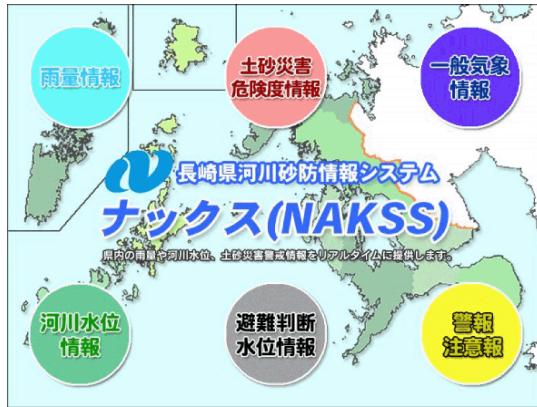 雨量情報
土砂災害
危険度情報
一般気象
情報
長崎県河川砂防情報システム
ナックス(NAKSS)
県内の雨量や河川水位、土砂災害警戒情報をリアルタイムに提供します。
河川水位
情報
避難判断
水位情報
警報
注意報